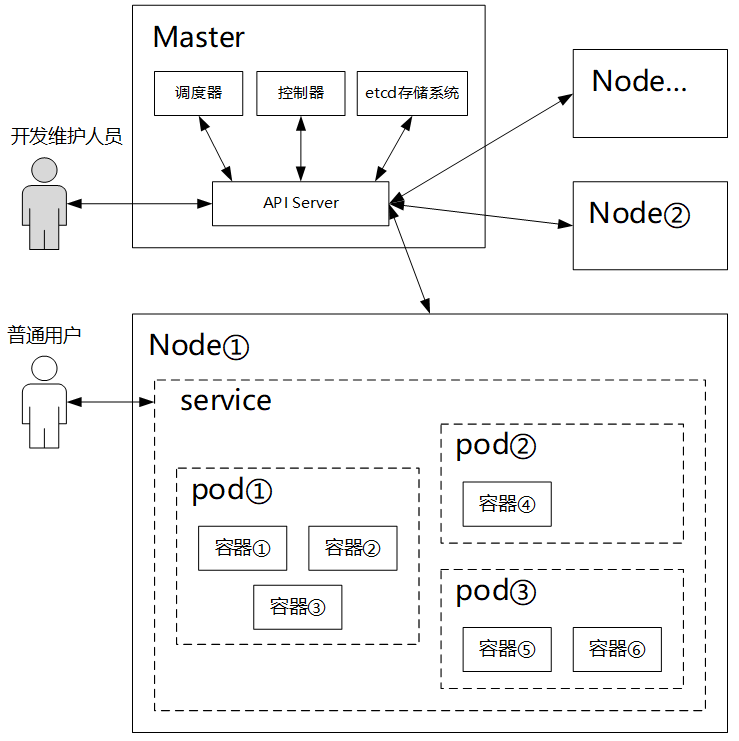 Master
调度器
控制器
etcd存储系统
API Server
开发维护人员
Node...
Node②
普通用户
Node①
service
pod①
容器①
容器②
容器③
pod②
容器④
pod③
容器⑤
容器⑥